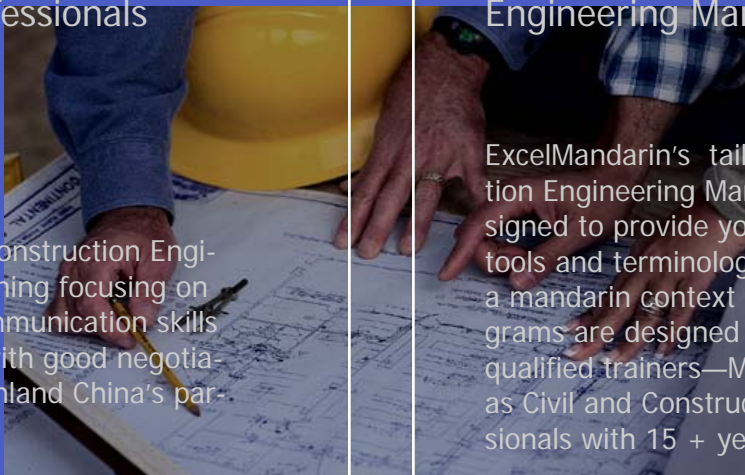 essionals
onstruction Engi-
ning focusing on
mmunication skills
ith good negotia-
nland China's par-
CONTINENTAL
Engineering Mar
ExcelMandarin's tail
tion Engineering Ma
signed to provide yo
tools and terminolog
a mandarin context
grams are designed
qualified trainers—M
as Civil and Construc
sionals with 15 + ye